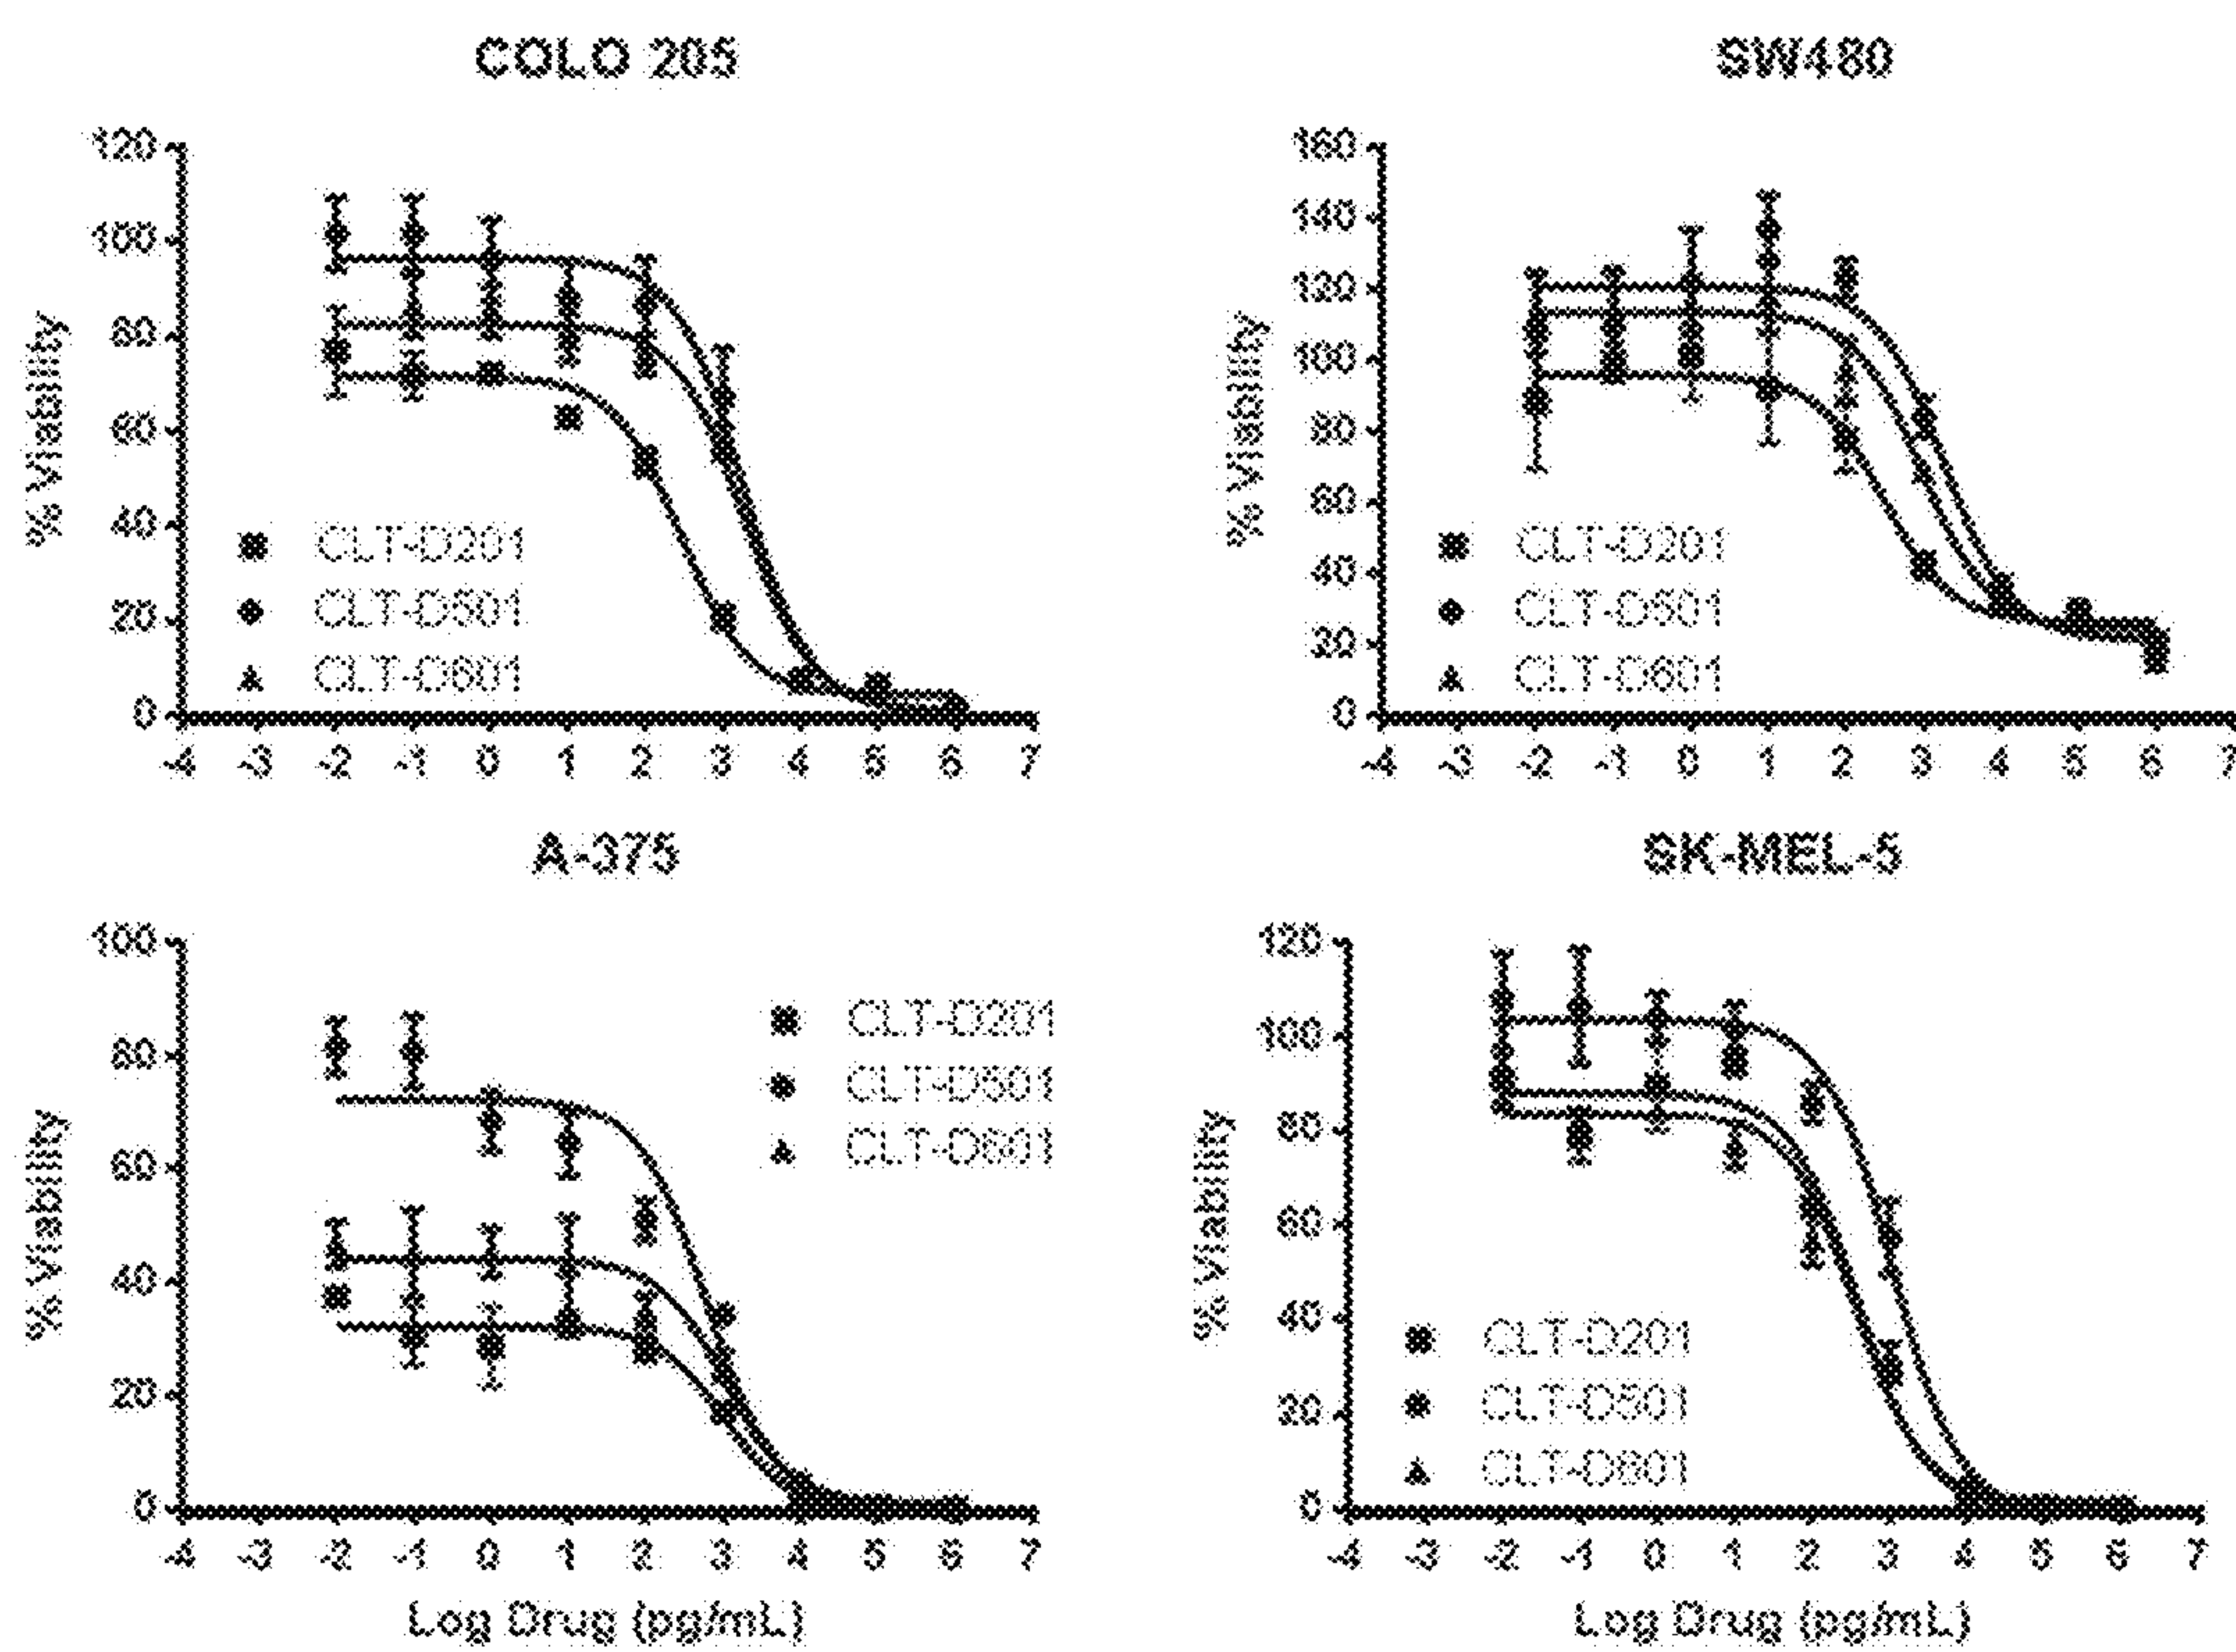 COLO 205
120
100
80
60
40
20
0
% Viability
CLT-D201
CLT-D501
CLT-D601
-4 -3 -2 -1 0 1 2 3 4 5 6 7
SW480
160
140
120
100
80
60
40
20
0
% Viability
CLT-D201
CLT-D501
CLT-D601
-4 -3 -2 -1 0 1 2 3 4 5 6 7
A-375
100
80
60
40
20
0
% Viability
CLT-D201
CLT-D501
CLT-D601
-4 -3 -2 -1 0 1 2 3 4 5 6 7
Log Drug (pg/mL)
SK-MEL-5
120
100
80
60
40
20
0
% Viability
CLT-D201
CLT-D501
CLT-D601
-4 -3 -2 -1 0 1 2 3 4 5 6 7
Log Drug (pg/mL)